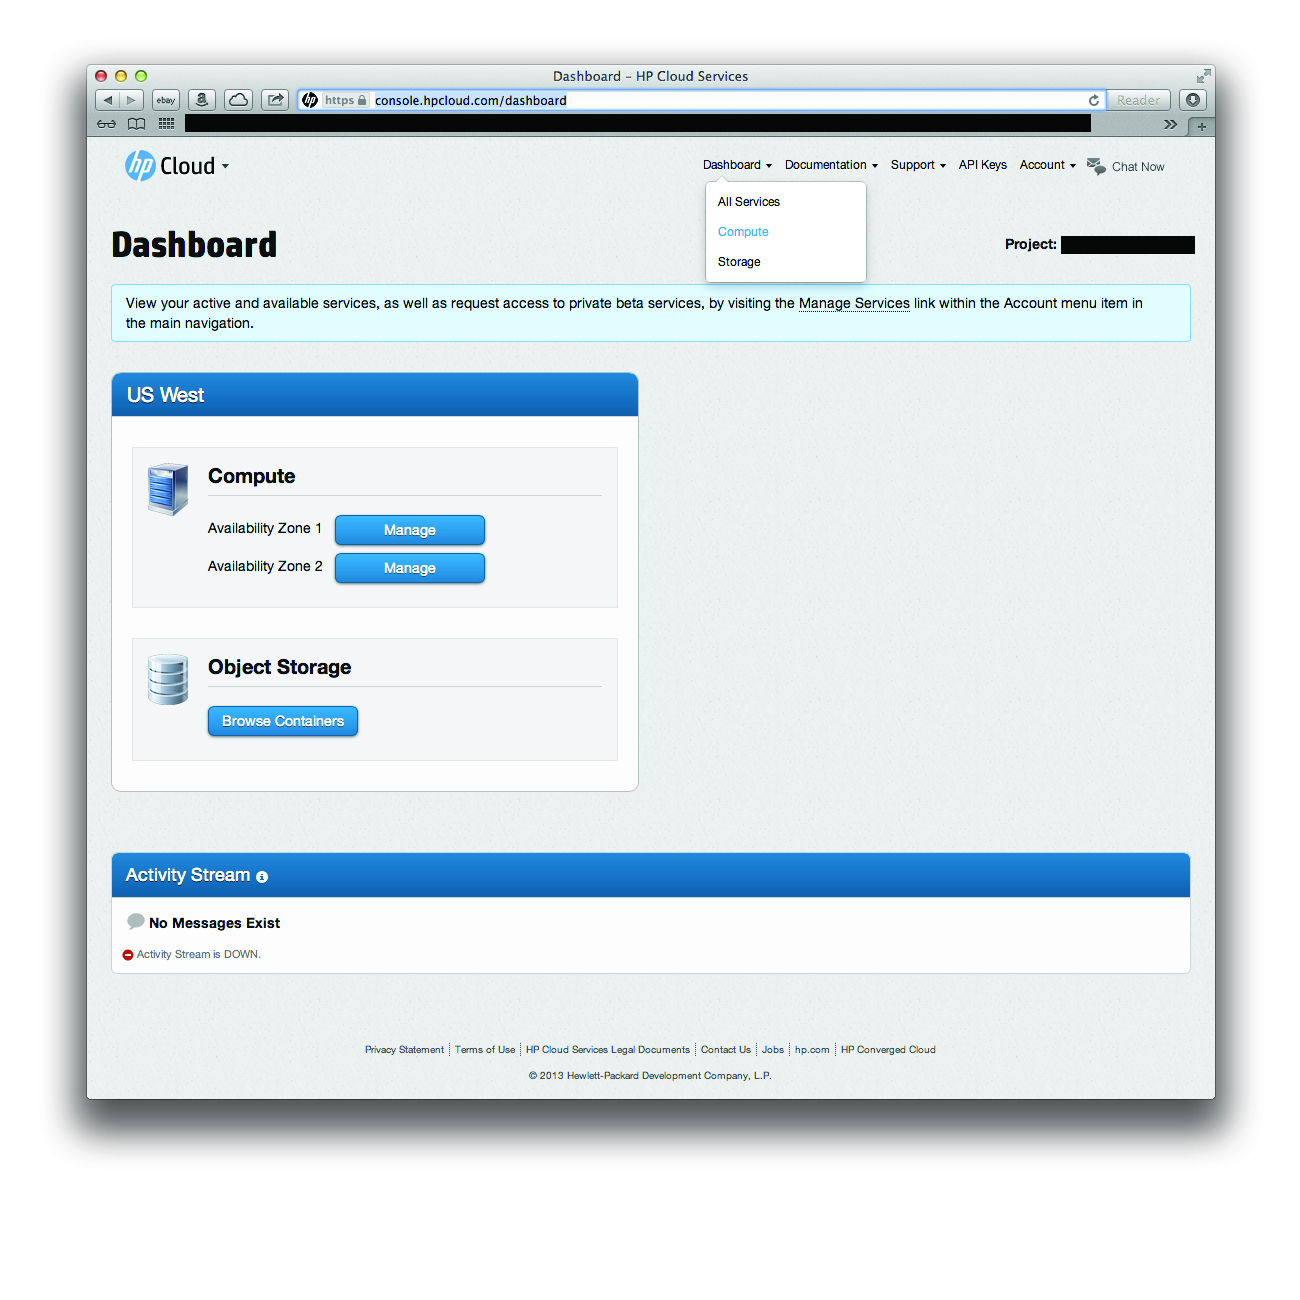 Dashboard – HP Cloud Services
ebay
a
hp https console.hpcloud.com/dashboard
Reader
hp Cloud
Dashboard Documentation Support API Keys Account Chat Now
All Services
Compute
Storage
Dashboard
Project:
View your active and available services, as well as request access to private beta services, by visiting the Manage Services link within the Account menu item in
the main navigation.
US West
Compute
Availability Zone 1 Manage
Availability Zone 2 Manage
Object Storage
Browse Containers
Activity Stream
No Messages Exist
Activity Stream is DOWN.
Privacy Statement Terms of Use HP Cloud Services Legal Documents Contact Us Jobs hp.com HP Converged Cloud
© 2013 Hewlett-Packard Development Company, L.P.